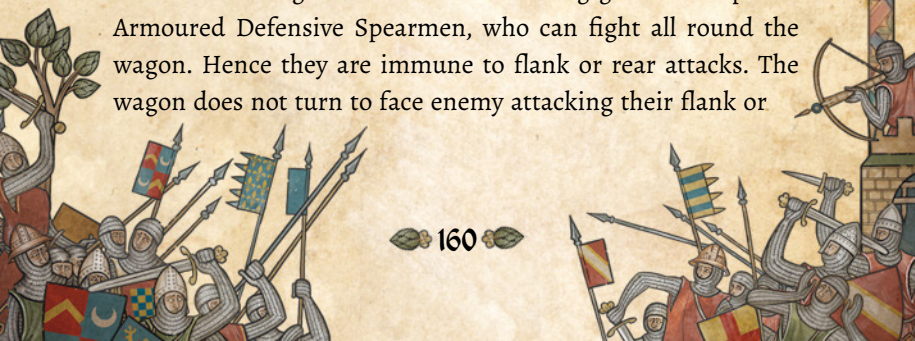 Armoured Defensive Spearmen, who can fight all round the
wagon. Hence they are immune to flank or rear attacks. The
wagon does not turn to face enemy attacking their flank or
160